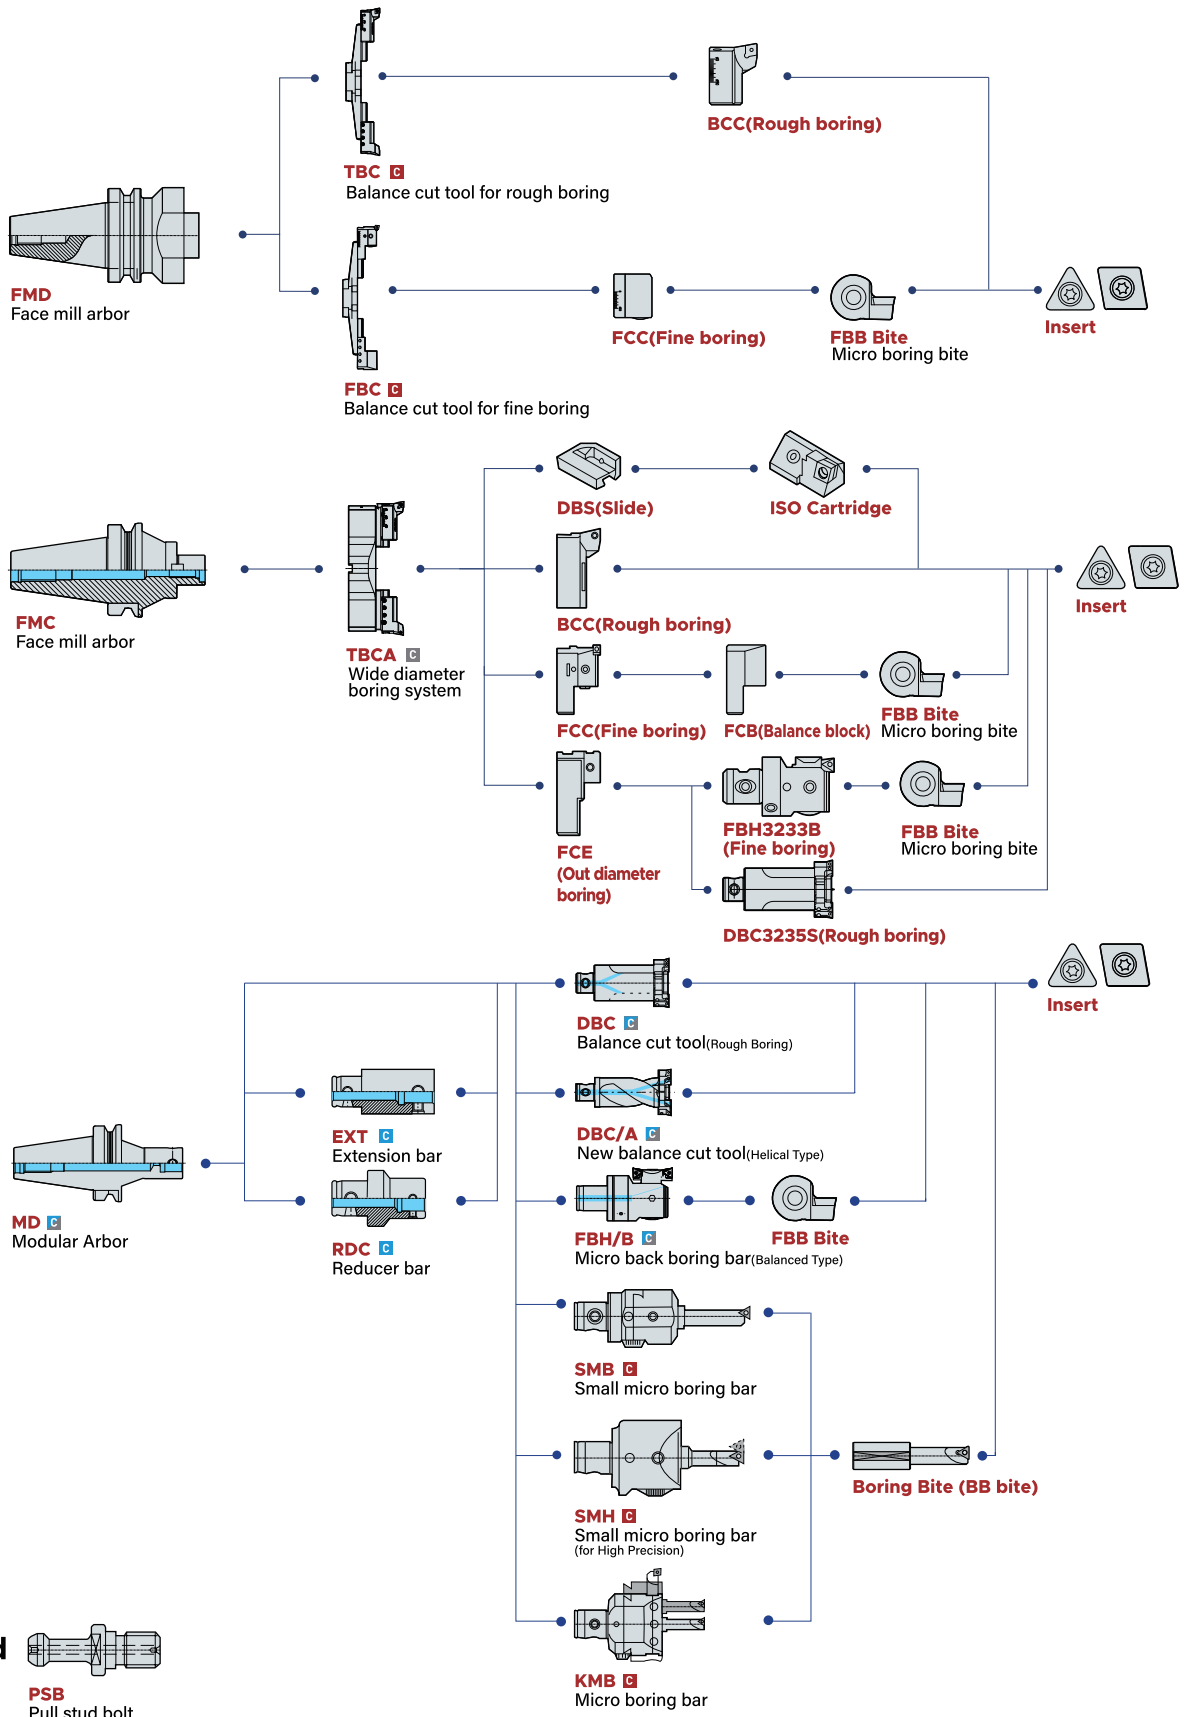 BCC(Rough boring)
TBC C
Balance cut tool for rough boring
FMD
Face mill arbor
FCC(Fine boring)
FBB Bite
Micro boring bite
Insert
FBC C
Balance cut tool for fine boring
DBS(Slide)
ISO Cartridge
FMC
Face mill arbor
TBCA C
Wide diameter
boring system
BCC(Rough boring)
Insert
FCC(Fine boring)
FCB(Balance block)
FBB Bite
Micro boring bite
FCE
(Out diameter
boring)
FBH3233B
(Fine boring)
FBB Bite
Micro boring bite
DBC3235S(Rough boring)
DBC C
Balance cut tool(Rough Boring)
Insert
EXT C
Extension bar
DBC/A C
New balance cut tool(Helical Type)
MD C
Modular Arbor
RDC C
Reducer bar
FBH/B C
Micro back boring bar(Balanced Type)
FBB Bite
SMB C
Small micro boring bar
SMH C
Small micro boring bar
(for High Precision)
Boring Bite (BB bite)
KMB C
Micro boring bar
d
PSB
Pull stud bolt